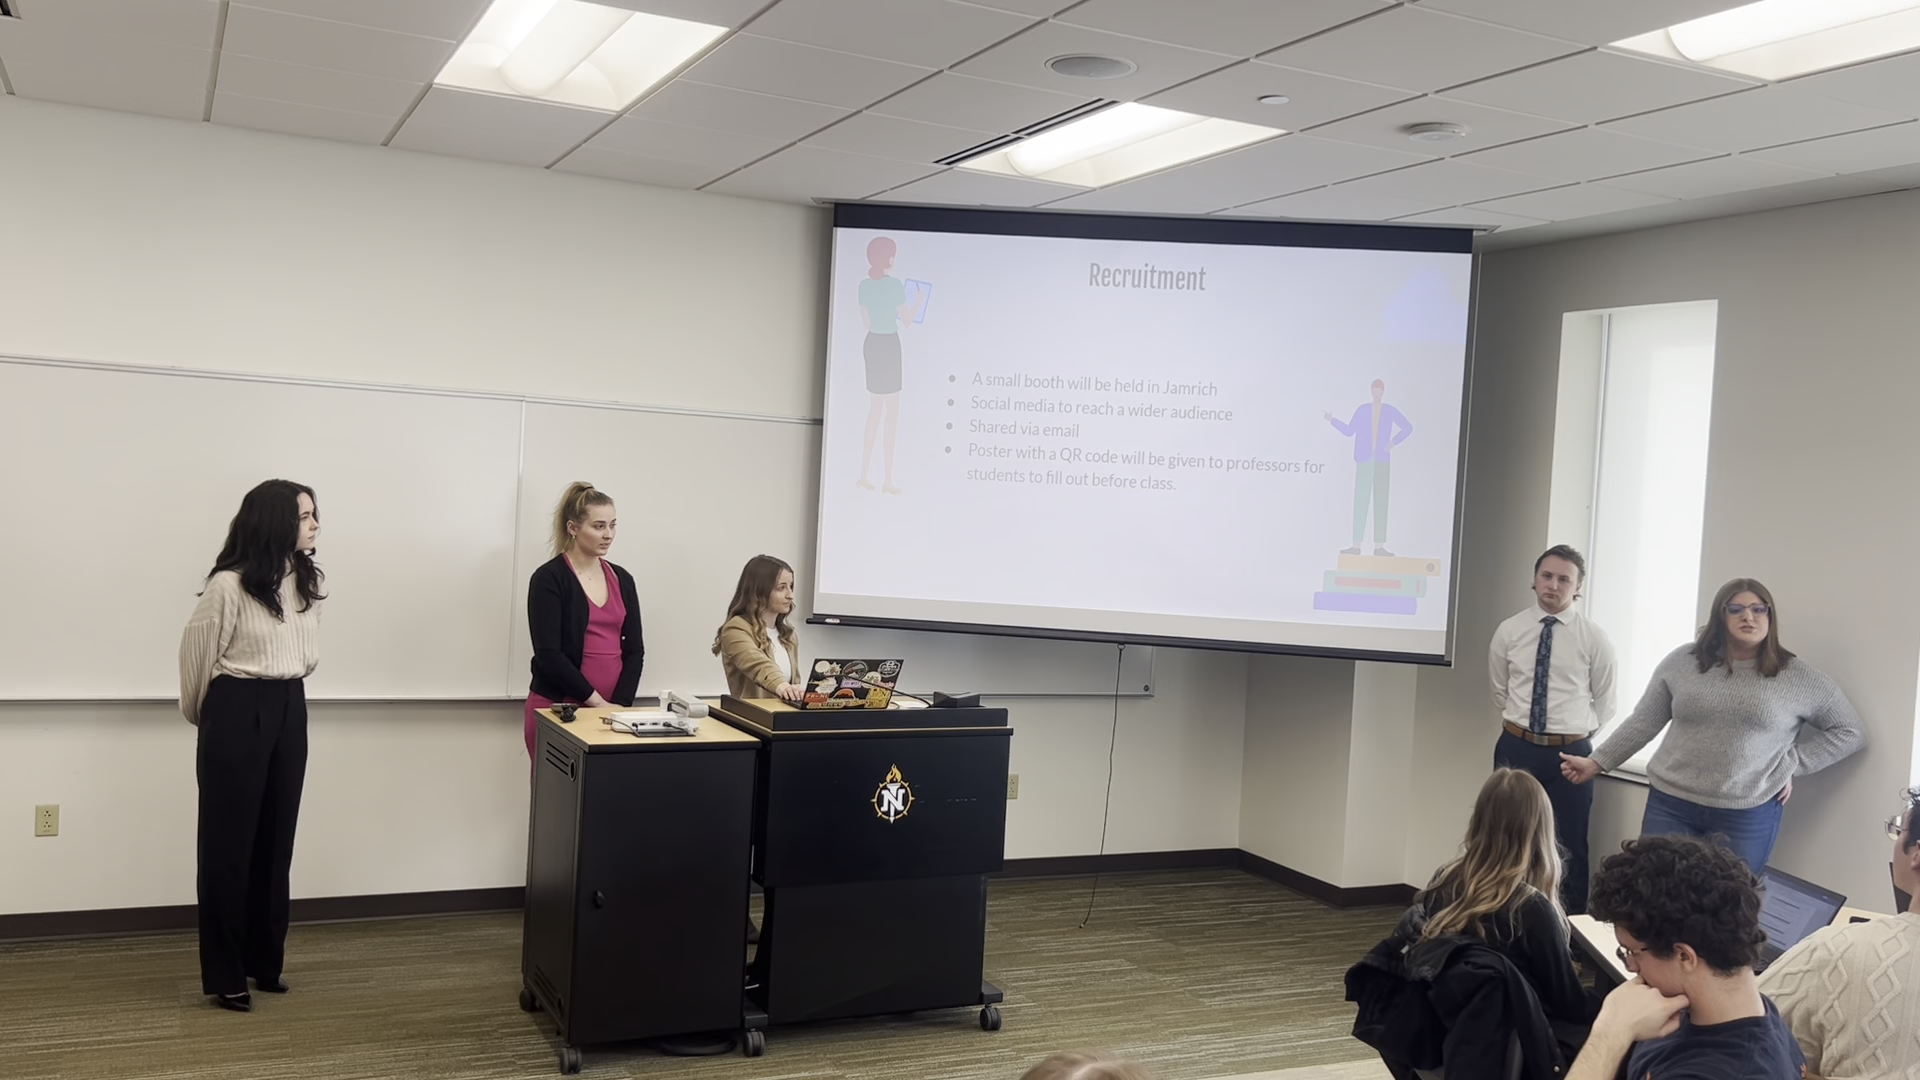 Recruitment
● A small booth will be held in Jamrich
● Social media to reach a wider audience
● Shared via email
● Poster with a QR code will be given to professors for
students to fill out before class.
N